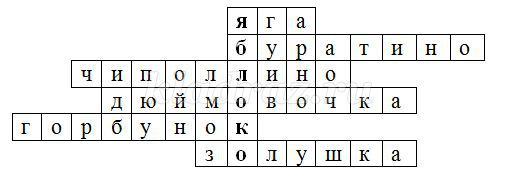 яга
буратино
чиполлино
дюймовочка
горбунок
золушка